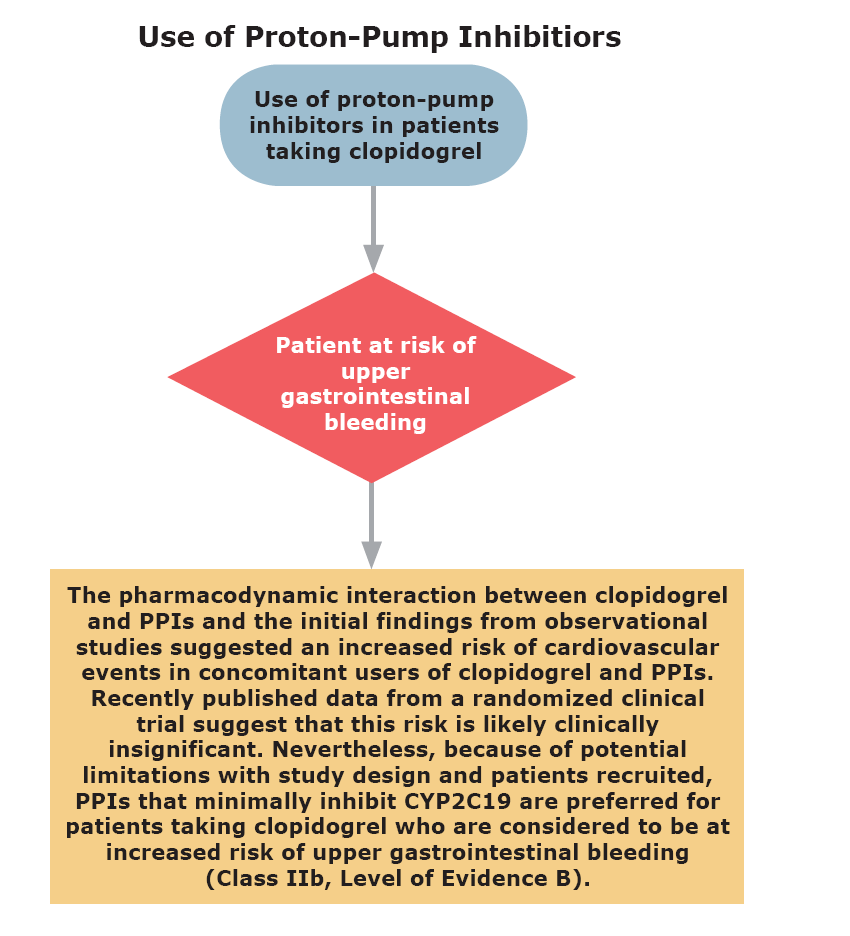 Use of Proton-Pump Inhibitiors
Use of proton-pump
inhibitors in patients
taking clopidogrel
Patient at risk of
upper
gastrointestinal
bleeding
The pharmacodynamic interaction between clopidogrel
and PPIs and the initial findings from observational
studies suggested an increased risk of cardiovascular
events in concomitant users of clopidogrel and PPIs.
Recently published data from a randomized clinical
trial suggest that this risk is likely clinically
insignificant. Nevertheless, because of potential
limitations with study design and patients recruited,
PPIs that minimally inhibit CYP2C19 are preferred for
patients taking clopidogrel who are considered to be at
increased risk of upper gastrointestinal bleeding
(Class IIb, Level of Evidence B).